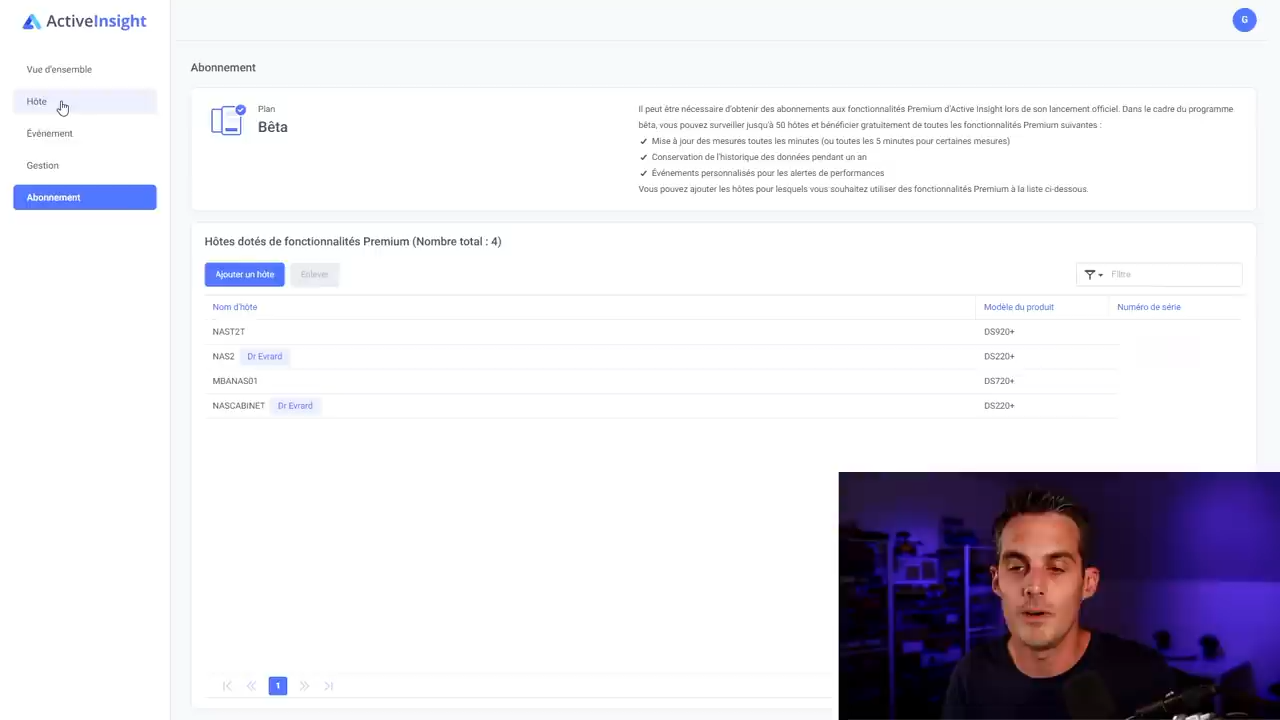 ActiveInsight
G
Vue d'ensemble
Hôte
Événement
Gestion
Abonnement
Abonnement
Plan
Bêta
Il peut être nécessaire d'obtenir des abonnements aux fonctionnalités Premium d'Active Insight lors de son lancement officiel. Dans le cadre du programme
bêta, vous pouvez surveiller jusqu'à 50 hôtes et bénéficier gratuitement de toutes les fonctionnalités Premium suivantes :
Mise à jour des mesures toutes les minutes (ou toutes les 5 minutes pour certaines mesures)
Conservation de l'historique des données pendant un an
Événements personnalisés pour les alertes de performances
Vous pouvez ajouter les hôtes pour lesquels vous souhaitez utiliser des fonctionnalités Premium à la liste ci-dessous.
Hôtes dotés de fonctionnalités Premium (Nombre total : 4)
Ajouter un hôte Enlever Filtre
Nom d'hôte Modèle du produit Numéro de série
NAST2T DS920+
NAS2 Dr Evrard DS220+
MBANAS01 DS720+
NASCABINET Dr Evrard DS220+
1